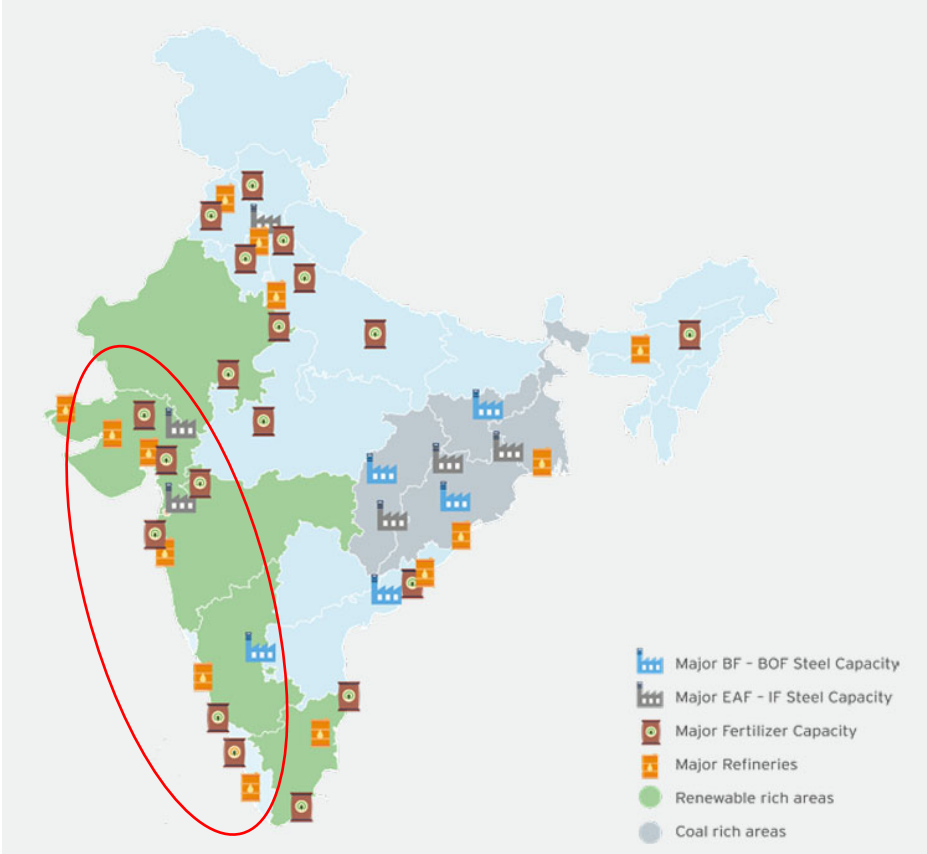 Major BF – BOF Steel Capacity
Major EAF – IF Steel Capacity
Major Fertilizer Capacity
Major Refineries
Renewable rich areas
Coal rich areas